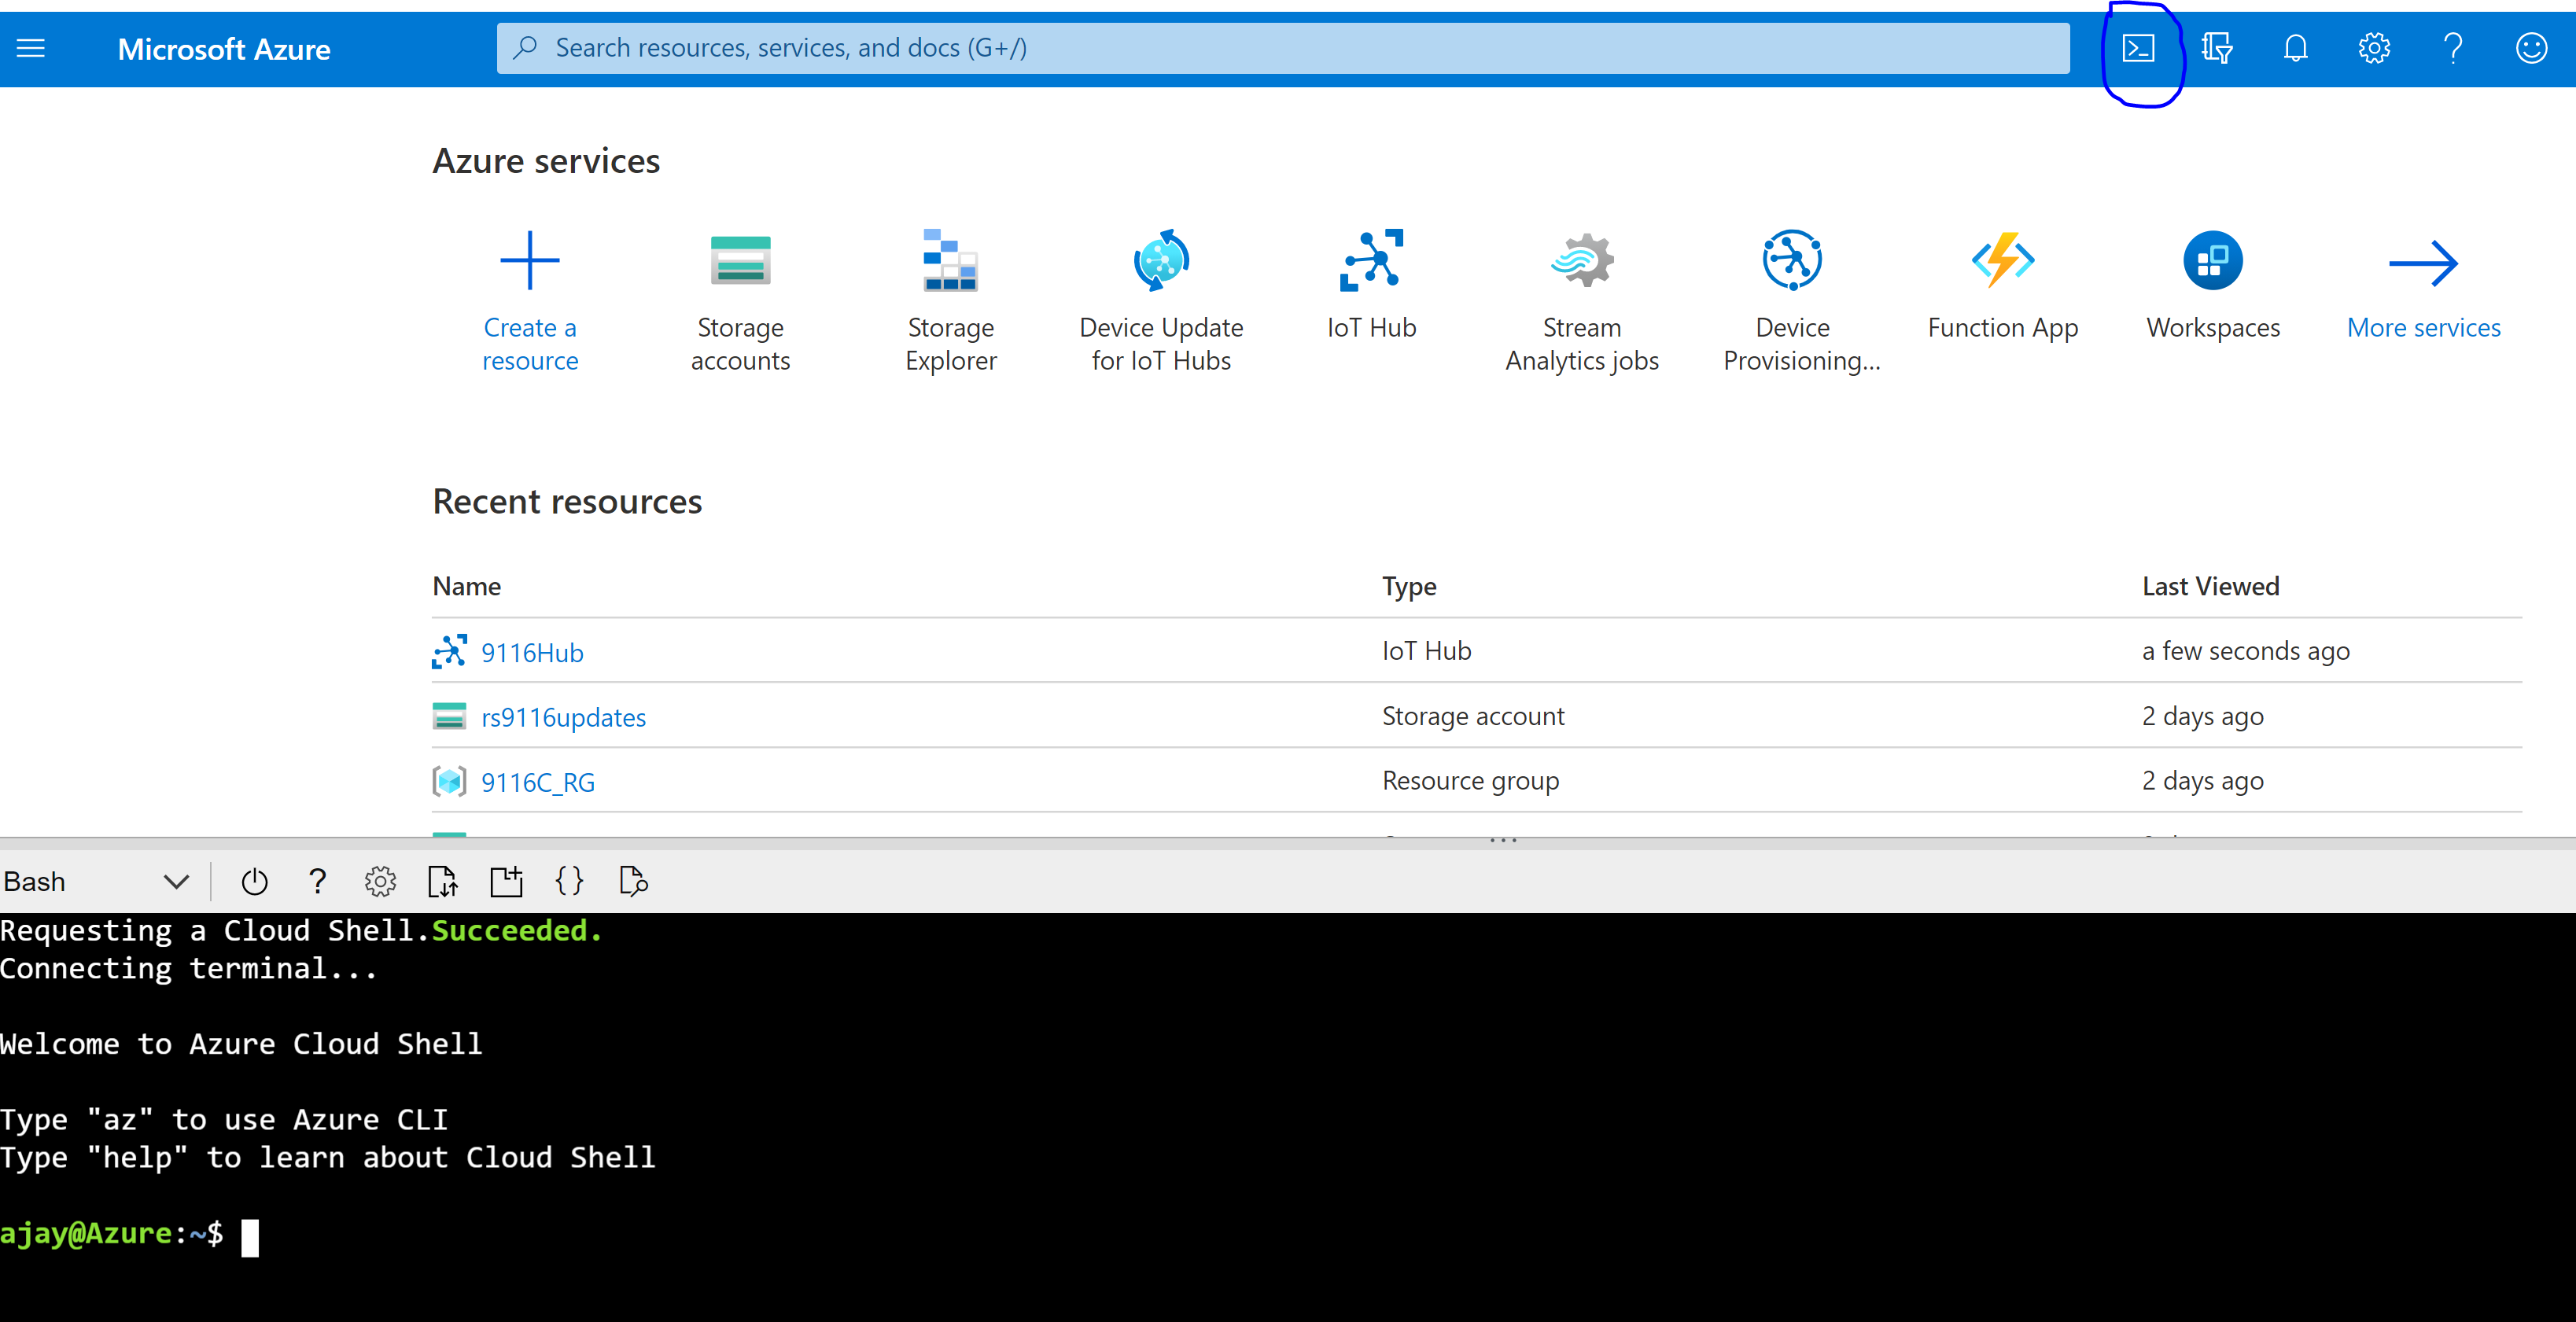 Microsoft Azure
Search resources, services, and docs (G+/)
Azure services
Create a
resource
Storage
accounts
Storage
Explorer
Device Update
for IoT Hubs
IoT Hub
Stream
Analytics jobs
Device
Provisioning...
Function App
Workspaces
More services
Recent resources
Name Type Last Viewed
9116Hub IoT Hub a few seconds ago
rs9116updates Storage account 2 days ago
9116C_RG Resource group 2 days ago
Bash
Requesting a Cloud Shell.Succeeded.
Connecting terminal...
Welcome to Azure Cloud Shell
Type "az" to use Azure CLI
Type "help" to learn about Cloud Shell
ajay@Azure:~$